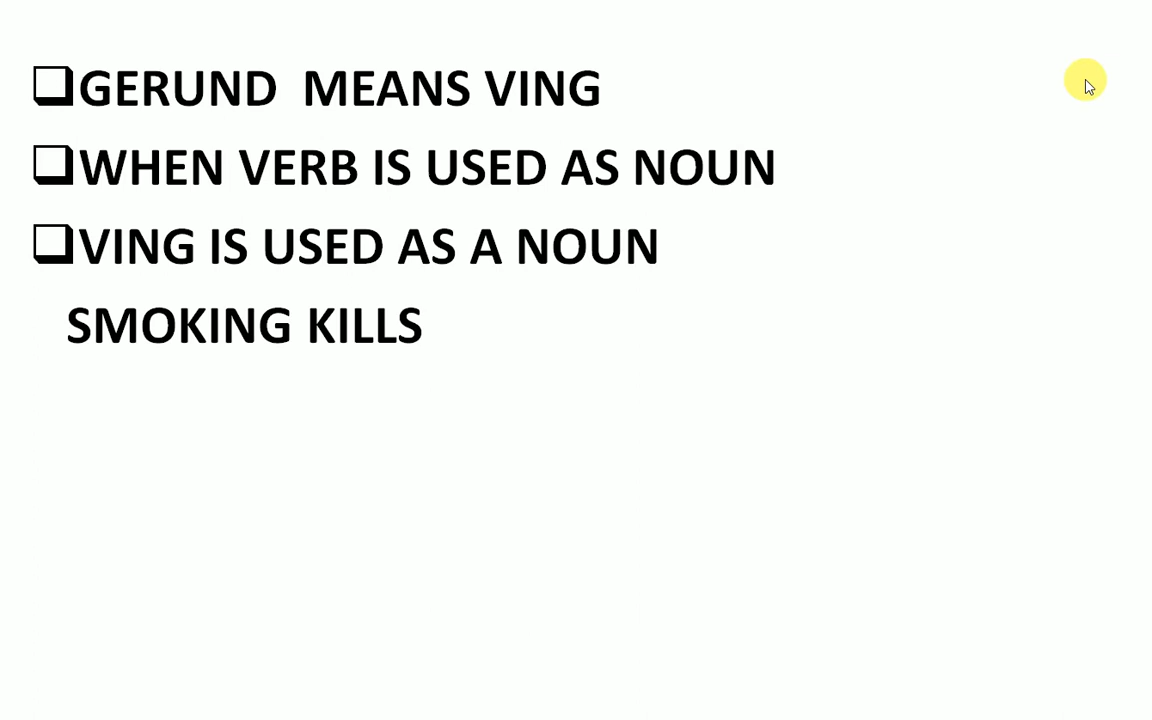 GERUND  MEANS VING
WHEN VERB IS USED AS NOUN
VING IS USED AS A NOUN
SMOKING KILLS